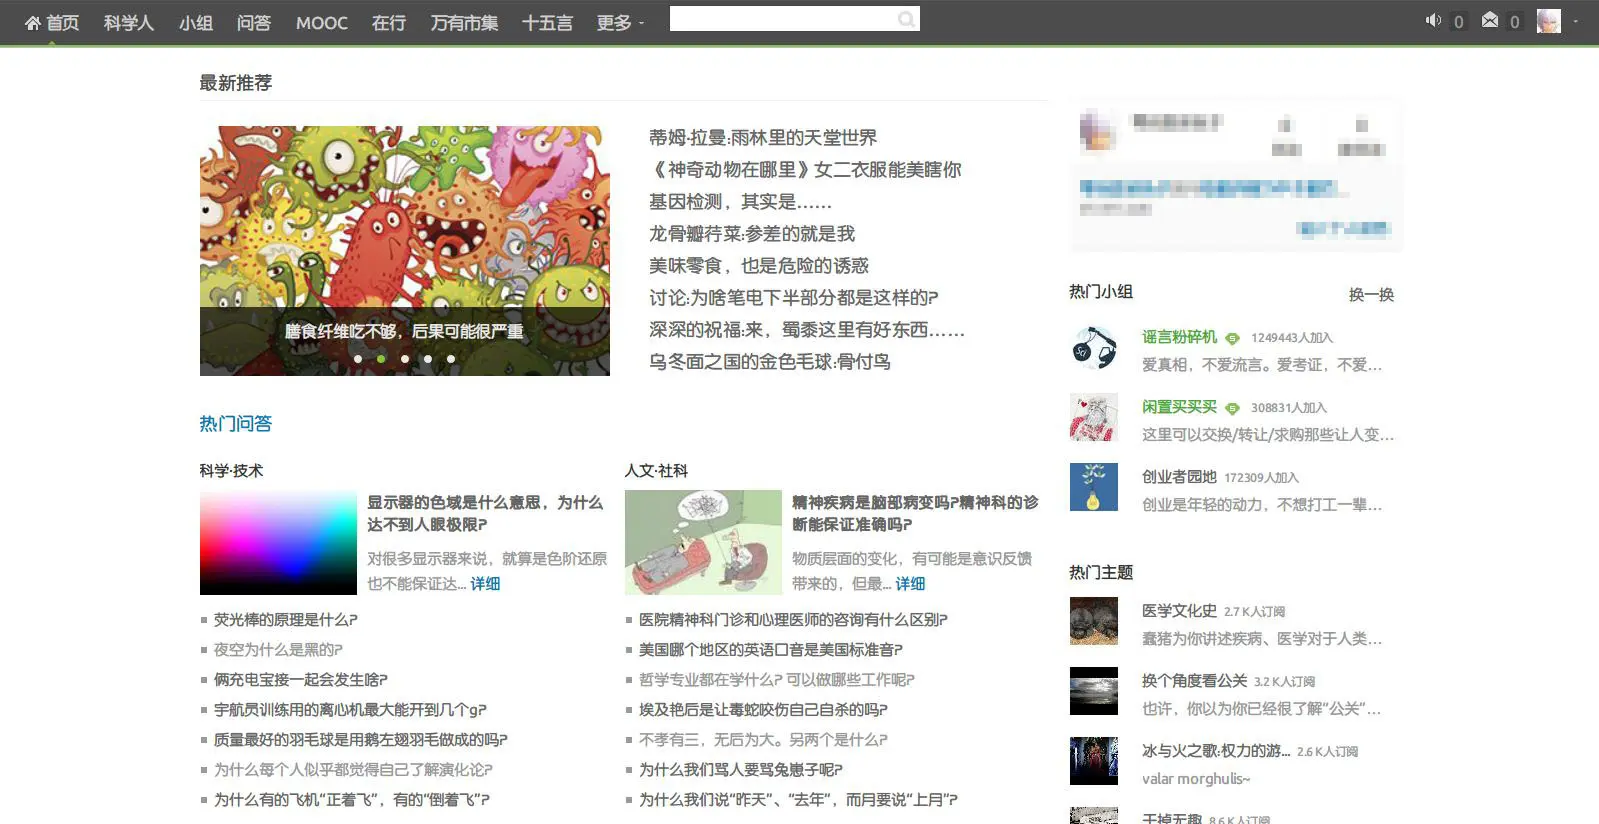 首页 科学人 小组 问答 MOOC 在行 万有市集 十五言 更多
0 0
最新推荐
膳食纤维吃不够，后果可能很严重
蒂姆·拉曼:雨林里的天堂世界
《神奇动物在哪里》女二衣服能美瞎你
基因检测，其实是……
龙骨瓣荇菜:参差的就是我
美味零食，也是危险的诱惑
讨论:为啥笔电下半部分都是这样的?
深深的祝福:来，蜀黍这里有好东西……
乌冬面之国的金色毛球:骨付鸟
热门问答
科学·技术
显示器的色域是什么意思，为什么
达不到人眼极限?
对很多显示器来说，就算是色阶还原
也不能保证达... 详细
荧光棒的原理是什么?
夜空为什么是黑的?
俩充电宝接一起会发生啥?
宇航员训练用的离心机最大能开到几个g?
质量最好的羽毛球是用鹅左翅羽毛做成的吗?
为什么每个人似乎都觉得自己了解演化论?
为什么有的飞机“正着飞”，有的“倒着飞”?
人文·社科
精神疾病是脑部病变吗?精神科的诊
断能保证准确吗?
物质层面的变化，有可能是意识反馈
带来的，但最... 详细
医院精神科门诊和心理医师的咨询有什么区别?
美国哪个地区的英语口音是美国标准音?
哲学专业都在学什么? 可以做哪些工作呢?
埃及艳后是让毒蛇咬伤自己自杀的吗?
不孝有三，无后为大。另两个是什么?
为什么我们骂人要骂兔崽子呢?
为什么我们说“昨天”、“去年”，而月要说“上月”?
热门小组 换一换
谣言粉碎机 1249443人加入
爱真相，不爱流言。爱考证，不爱...
闲置买买买 308831人加入
这里可以交换/转让/求购那些让人变...
创业者园地 172309人加入
创业是年轻的动力，不想打工一辈...
热门主题
医学文化史 2.7 K人订阅
蠢猪为你讲述疾病、医学对于人类...
换个角度看公关 3.2 K人订阅
也许，你以为你已经很了解“公关”...
冰与火之歌:权力的游... 2.6 K人订阅
valar morghulis~
干掉无趣 8.6 K人订阅